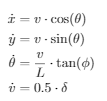 ẋ = v · cos(θ)
ẏ = v · sin(θ)
θ̇ = v/L · tan(ϕ)
v̇ = 0.5 · δ